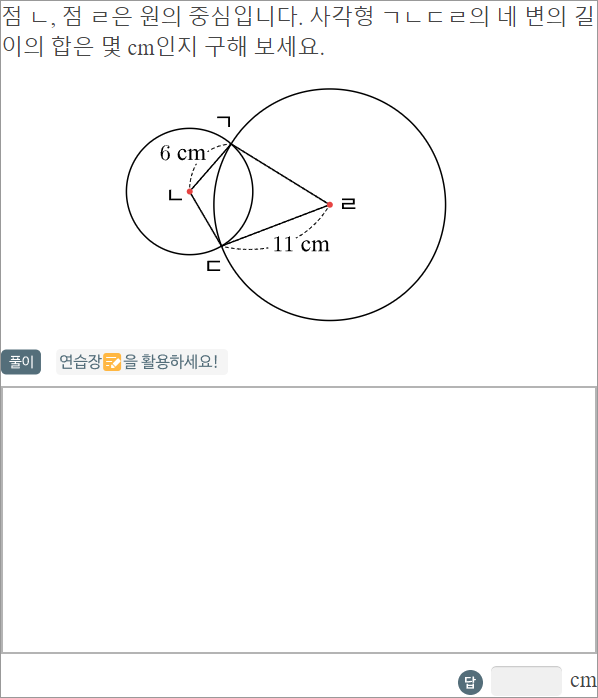 점 ㄴ, 점 ㄹ은 원의 중심입니다. 사각형 ㄱㄴㄷㄹ의 네 변의 길
이의 합은 몇 cm인지 구해 보세요.
ㄱ
6 cm
ㄴ
ㄹ
11 cm
ㄷ
풀이 연습장을 활용하세요!
답 cm